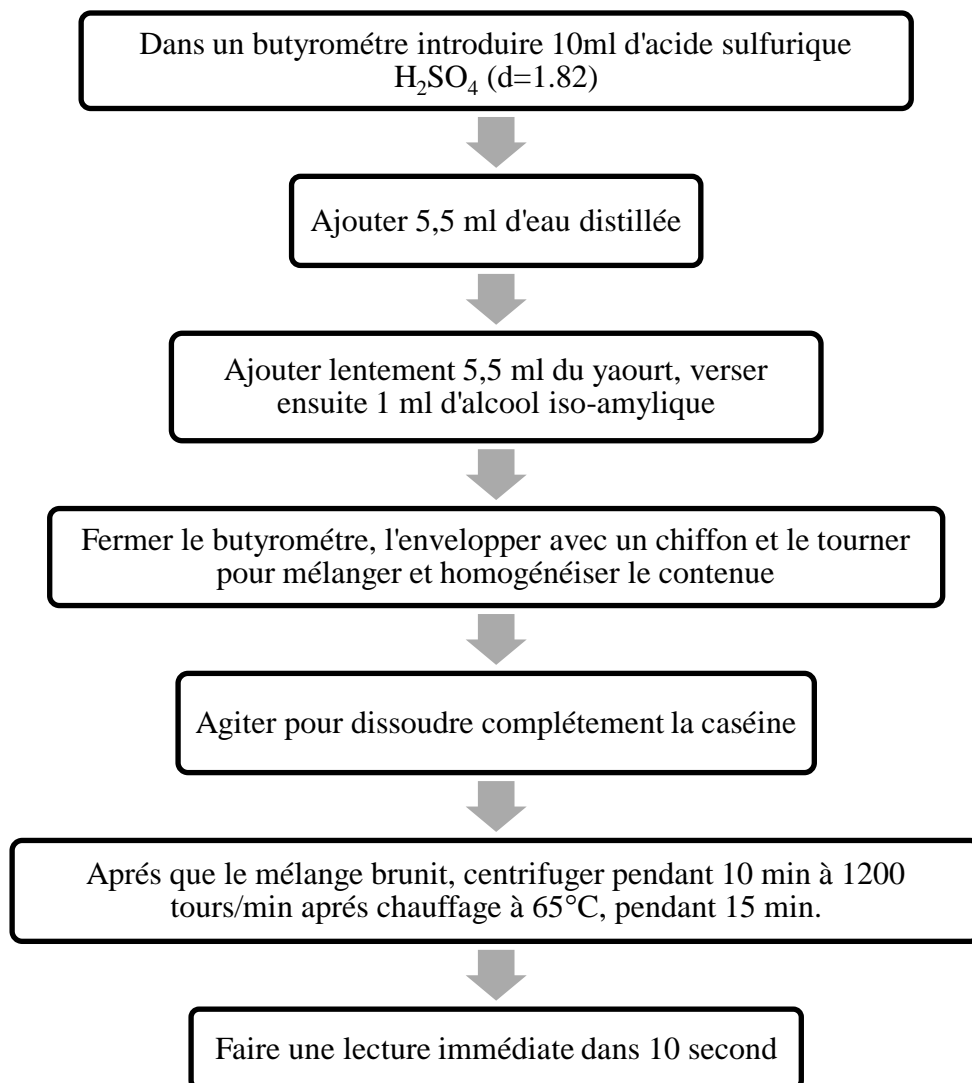 Dans un butyrométre introduire 10ml d'acide sulfurique
H₂SO₄ (d=1.82)
Ajouter 5,5 ml d'eau distillée
Ajouter lentement 5,5 ml du yaourt, verser
ensuite 1 ml d'alcool iso-amylique
Fermer le butyrométre, l'envelopper avec un chiffon et le tourner
pour mélanger et homogénéiser le contenue
Agiter pour dissoudre complétement la caséine
Aprés que le mélange brunit, centrifuger pendant 10 min à 1200
tours/min aprés chauffage à 65°C, pendant 15 min.
Faire une lecture immédiate dans 10 second